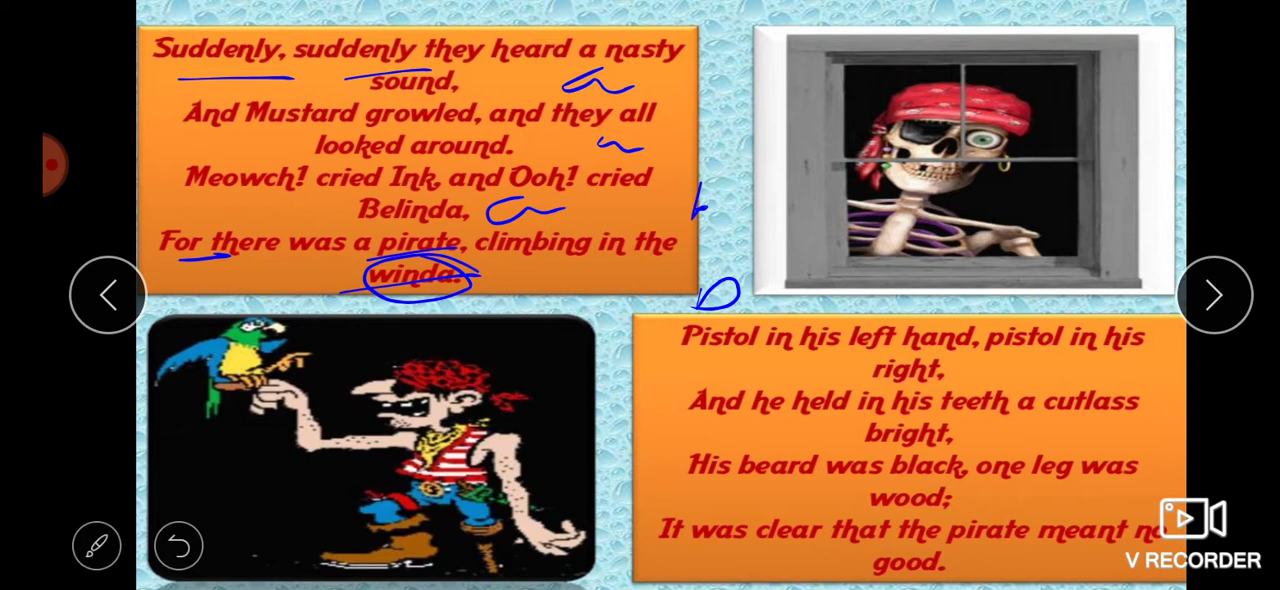 Suddenly, suddenly they heard a nasty
sound,
And Mustard growled, and they all
looked around.
Meowch! cried Ink, and Ooh! cried
Belinda,
For there was a pirate, climbing in the
winda.
Pistol in his left hand, pistol in his
right,
And he held in his teeth a cutlass
bright,
His beard was black, one leg was
wood;
It was clear that the pirate meant no
good.
V RECORDER